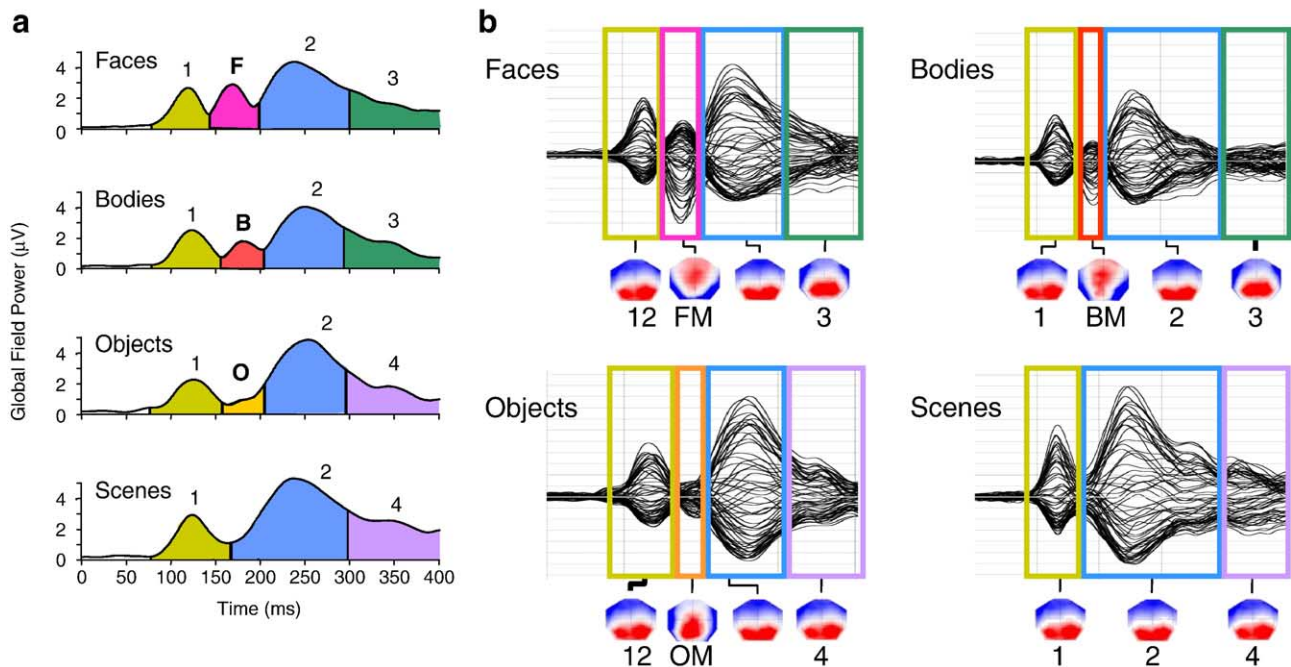 a
Faces
4
2
0
1
F
2
3
Bodies
4
2
0
1
B
2
3
Objects
4
2
0
1
O
2
4
Scenes
4
2
0
1
2
4
Global Field Power (μV)
0 50 100 150 200 250 300 350 400
Time (ms)
b
Faces
12 FM 3
Bodies
1 BM 2 3
Objects
12 OM 4
Scenes
1 2 4